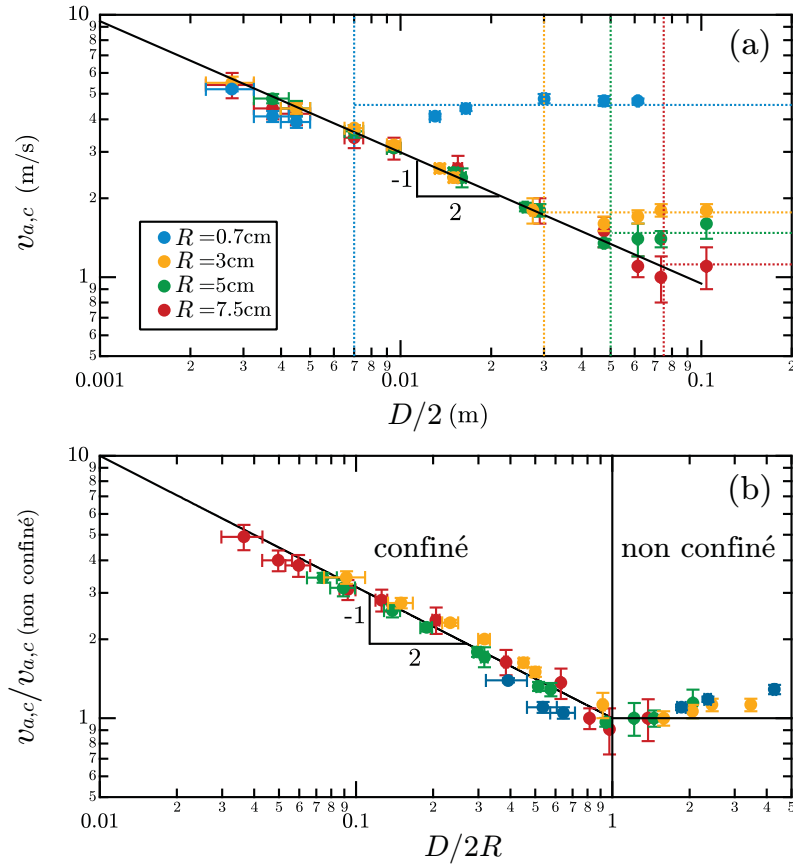 10
9
8
7
6
5
4
3
2
1
9
8
7
6
5
v_{a,c} (m/s)
(a)
-1
2
R = 0.7cm
R = 3cm
R = 5cm
R = 7.5cm
0.001 2 3 4 5 6 7 8 9 0.01 2 3 4 5 6 7 8 9 0.1 2
D/2 (m)
10
9
8
7
6
5
4
3
2
1
9
8
7
6
5
v_{a,c}/v_{a,c} (non confiné)
(b)
confiné
non confiné
-1
2
0.01 2 3 4 5 6 7 8 9 0.1 2 3 4 5 6 7 8 9 1 2 3 4 5
D/2R